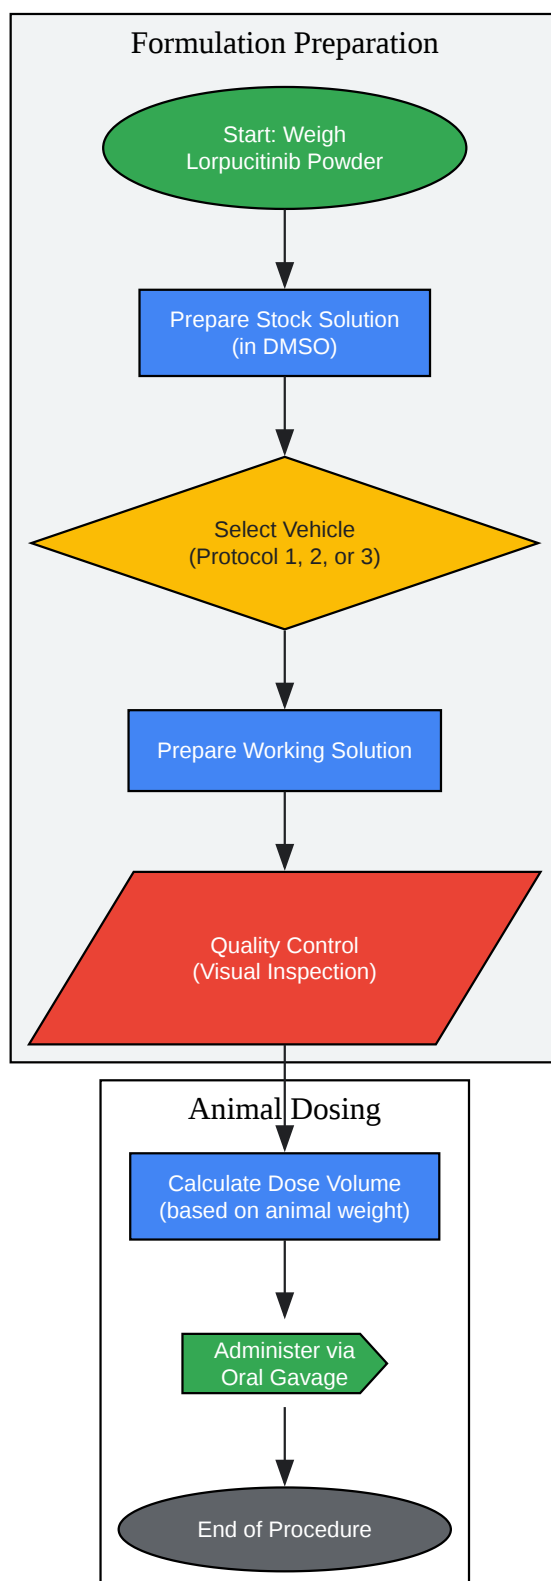 Formulation Preparation
Start: Weigh
Lorpucitinib Powder
Prepare Stock Solution
(in DMSO)
Select Vehicle
(Protocol 1, 2, or 3)
Prepare Working Solution
Quality Control
(Visual Inspection)
Animal Dosing
Calculate Dose Volume
(based on animal weight)
Administer via
Oral Gavage
End of Procedure